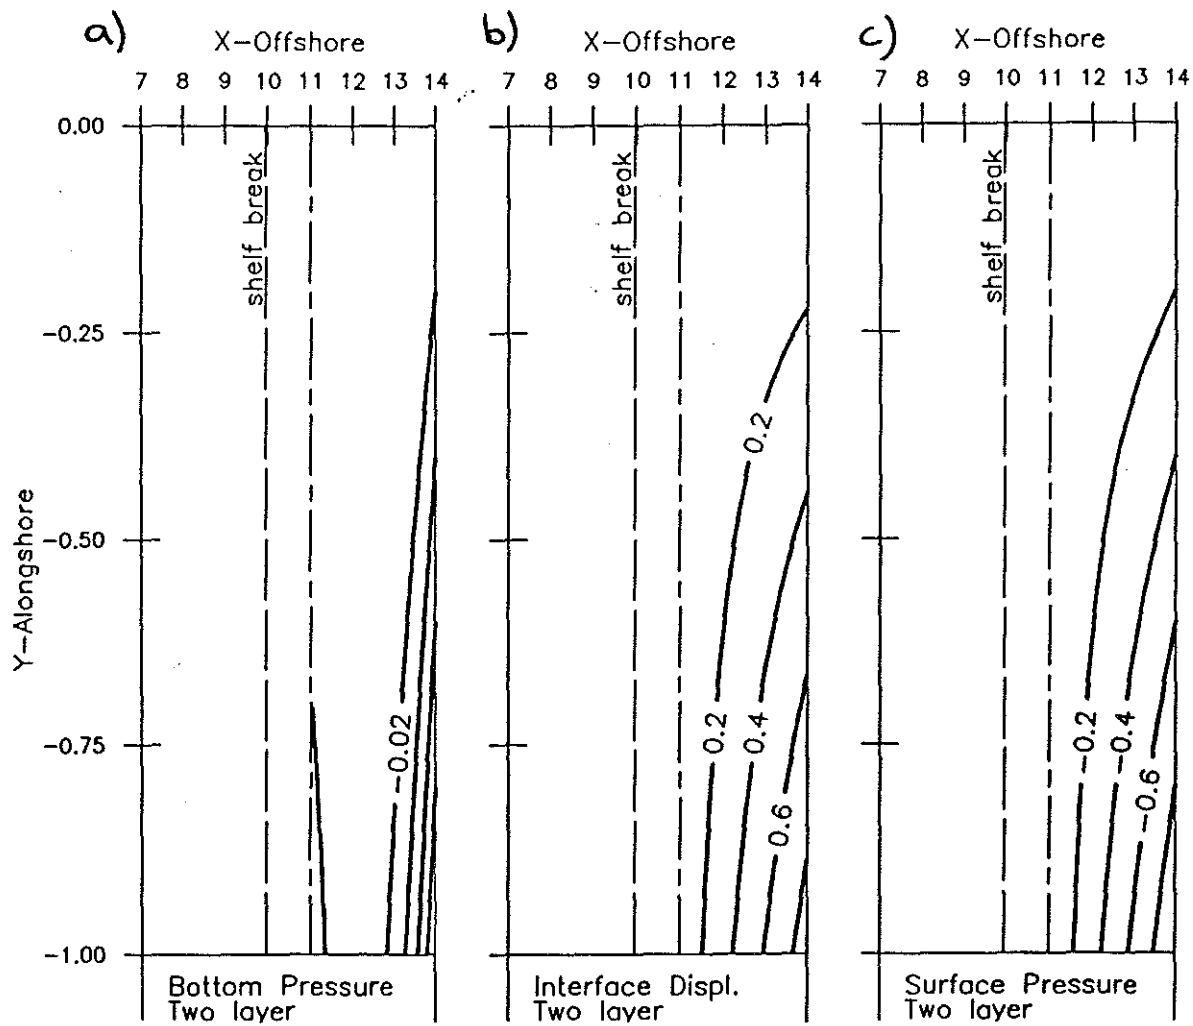 a) X-Offshore
7 8 9 10 11 12 13 14
b) X-Offshore
7 8 9 10 11 12 13 14
c) X-Offshore
7 8 9 10 11 12 13 14
Y-Alongshore
0.00
-0.25
-0.50
-0.75
-1.00
shelf break
-0.02
Bottom Pressure
Two layer
shelf break
0.2
0.2
0.4
0.6
Interface Displ.
Two layer
shelf break
-0.2
-0.4
-0.6
Surface Pressure
Two layer